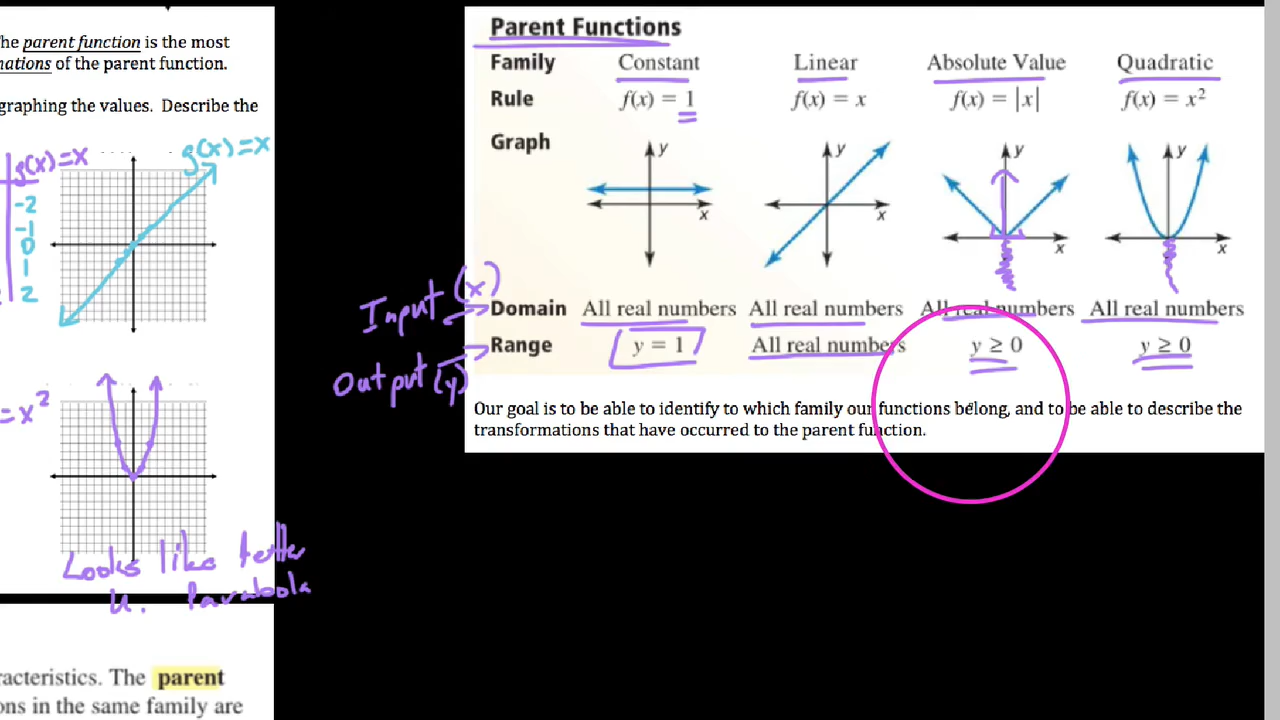 he parent function is the most
nations of the parent function.
graphing the values. Describe the
g(x)=x
g(x)=x
-2
-1
0
1
2
=x²
Looks like letter
u. Parabola
racteristics. The parent
ons in the same family are
Parent Functions
Family Constant Linear Absolute Value Quadratic
Rule f(x) = 1 f(x) = x f(x) = |x| f(x) = x²
Graph
y y y y
x x x x
Input (x)
Domain All real numbers All real numbers All real numbers All real numbers
Output (y)
Range y = 1 All real numbers y ≥ 0 y ≥ 0
Our goal is to be able to identify to which family our functions belong, and to be able to describe the
transformations that have occurred to the parent function.